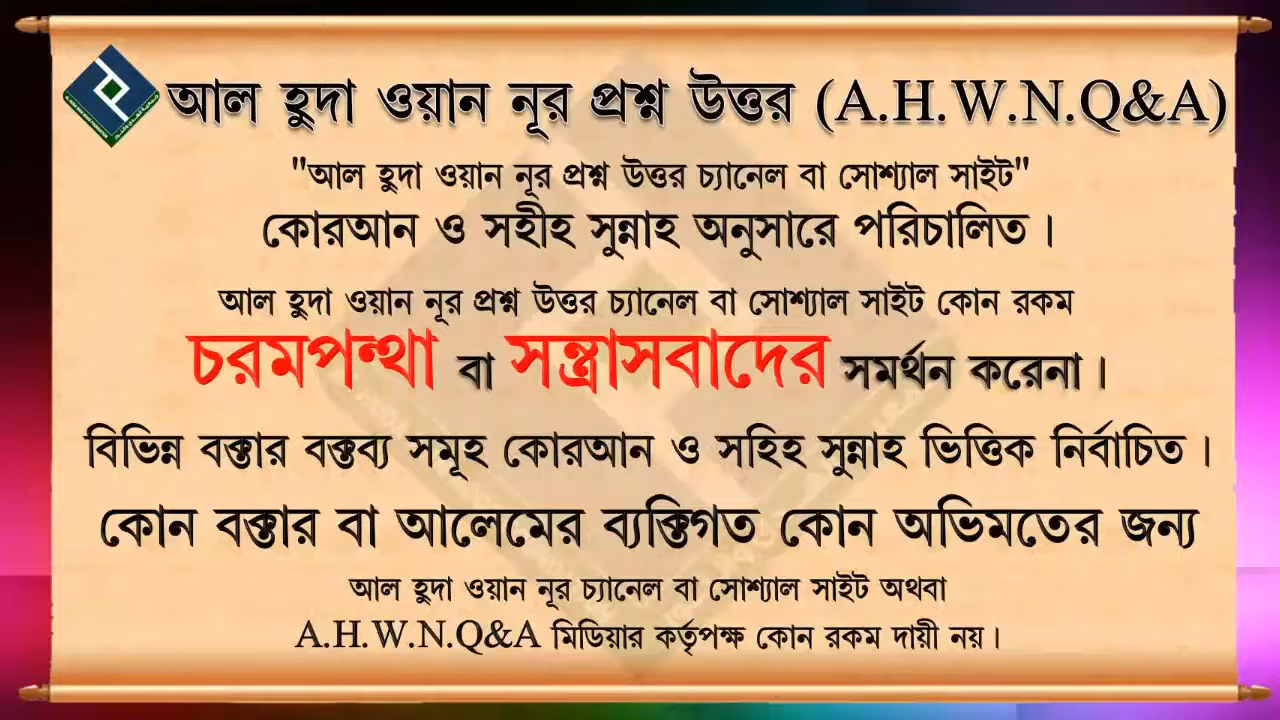 আল হুদা ওয়ান নূর প্রশ্ন উত্তর (A.H.W.N.Q&A)
"আল হুদা ওয়ান নূর প্রশ্ন উত্তর চ্যানেল বা সোশ্যাল সাইট"
কোরআন ও সহীহ সুন্নাহ অনুসারে পরিচালিত।
আল হুদা ওয়ান নূর প্রশ্ন উত্তর চ্যানেল বা সোশ্যাল সাইট কোন রকম
চরমপন্থা বা সন্ত্রাসবাদের সমর্থন করেনা।
বিভিন্ন বক্তার বক্তব্য সমূহ কোরআন ও সহিহ সুন্নাহ ভিত্তিক নির্বাচিত।
কোন বক্তার বা আলেমের ব্যক্তিগত কোন অভিমতের জন্য
আল হুদা ওয়ান নূর চ্যানেল বা সোশ্যাল সাইট অথবা
A.H.W.N.Q&A মিডিয়ার কর্তৃপক্ষ কোন রকম দায়ী নয়।